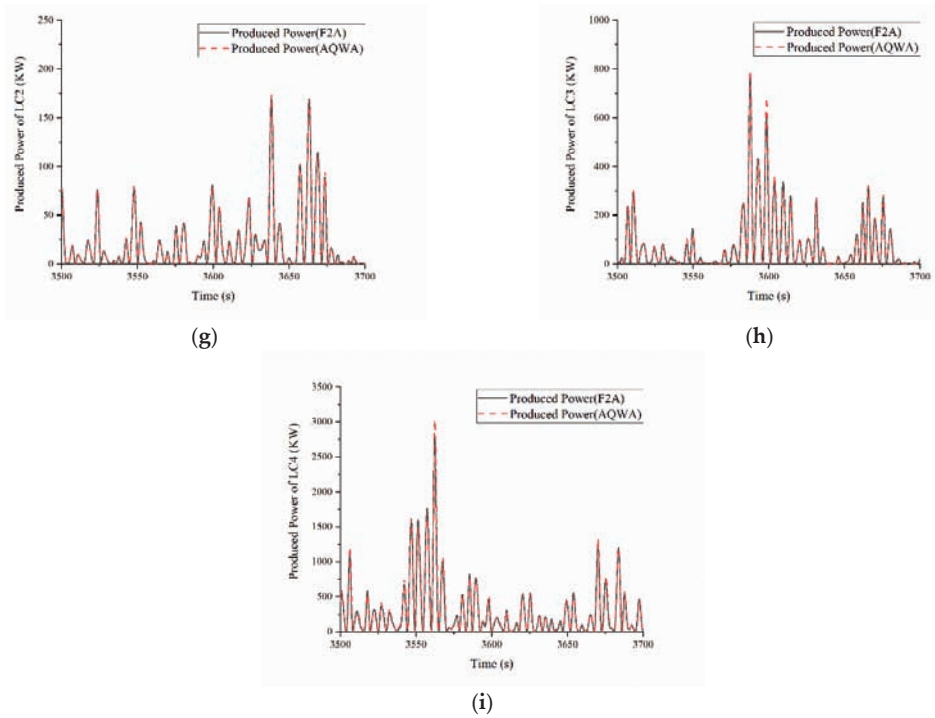 250
Produced Power(F2A)
Produced Power(AQWA)
200
150
100
50
0
Produced Power of LC2 (KW)
3500
3550
3600
3650
3700
Time (s)
(g)
1000
Produced Power(F2A)
Produced Power(AQWA)
800
600
400
200
0
Produced Power of LC3 (KW)
3500
3550
3600
3650
3700
Time (s)
(h)
3500
Produced Power(F2A)
Produced Power(AQWA)
3000
2500
2000
1500
1000
500
0
Produced Power of LC4 (KW)
3500
3550
3600
3650
3700
Time (s)
(i)